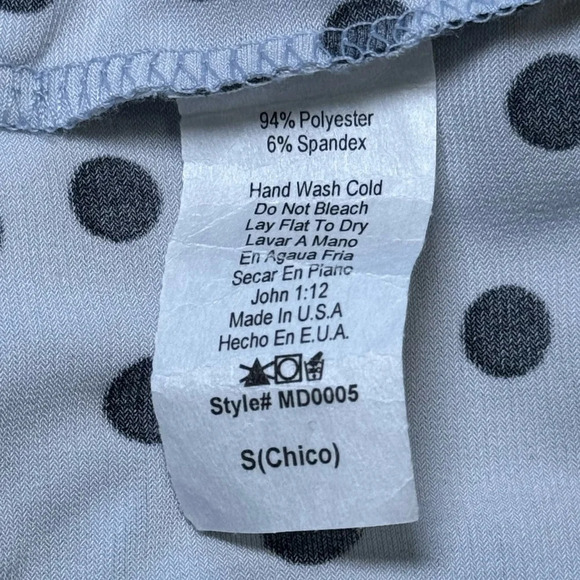 94% Polyester
6% Spandex
Hand Wash Cold
Do Not Bleach
Lay Flat To Dry
Lavar A Mano
En Agaua Fria
Secar En Plano
John 1:12
Made In U.S.A
Hecho En E.U.A.
Style# MD0005
S(Chico)